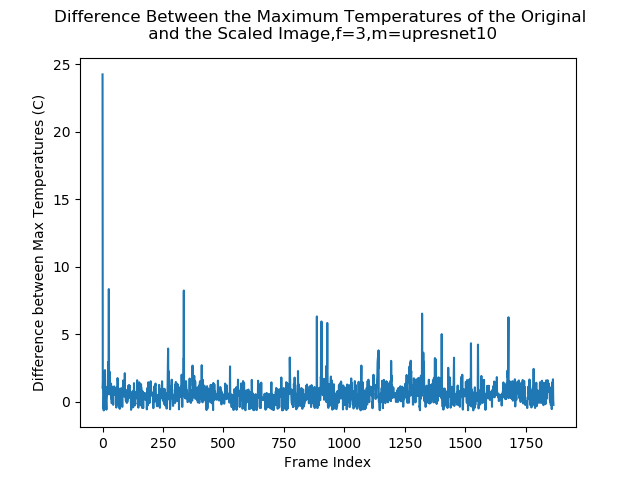 Difference Between the Maximum Temperatures of the Original
and the Scaled Image,f=3,m=upresnet10
25
20
15
10
5
0
Difference between Max Temperatures (C)
0 250 500 750 1000 1250 1500 1750
Frame Index